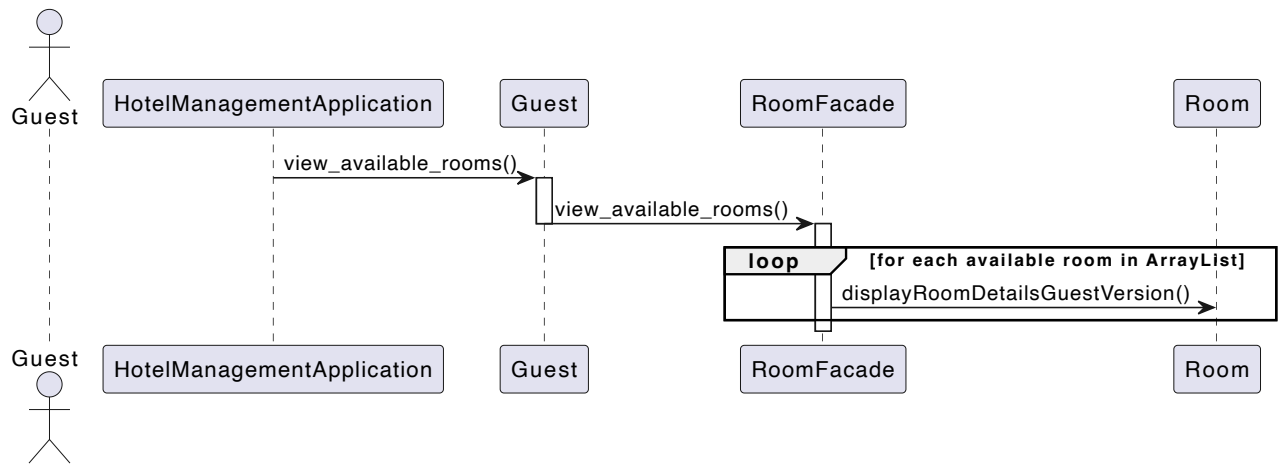 Guest
HotelManagementApplication
Guest
RoomFacade
Room
view_available_rooms()
view_available_rooms()
loop
[for each available room in ArrayList]
displayRoomDetailsGuestVersion()
Guest
HotelManagementApplication
Guest
RoomFacade
Room